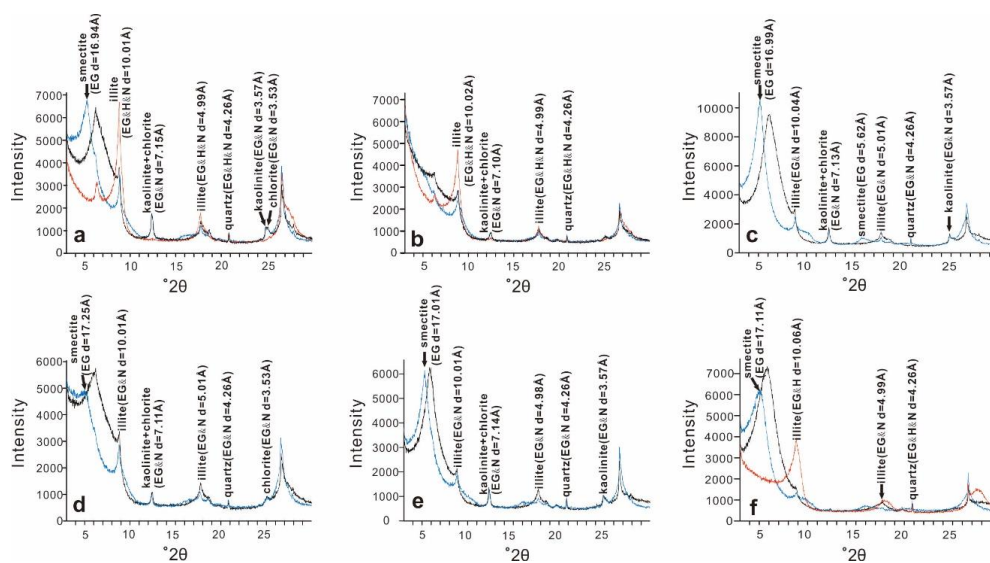 smectite
(EG d=16.94Å)
illite
(EG&H&N d=10.01Å)
kaolinite+chlorite
(EG&N d=7.15Å)
illite(EG&H&N d=4.99Å)
quartz(EG&H&N d=4.26Å)
kaolinite(EG&N d=3.57Å)
chlorite(EG&N d=3.53Å)
Intensity
7000
6000
5000
4000
3000
2000
1000
0
a
5 10 15 20 25
°2θ
illite
(EG&H&N d=10.02Å)
kaolinite+chlorite
(EG&N d=7.10Å)
illite(EG&H&N d=4.99Å)
quartz(EG&H&N d=4.26Å)
Intensity
7000
6000
5000
4000
3000
2000
1000
0
b
5 10 15 20 25
°2θ
smectite
(EG d=16.99Å)
illite(EG&N d=10.04Å)
kaolinite+chlorite
(EG&N d=7.13Å)
smectite(EG d=5.62Å)
illite(EG&N d=5.01Å)
quartz(EG&N d=4.26Å)
kaolinite(EG&N d=3.57Å)
Intensity
10000
8000
6000
4000
2000
0
c
5 10 15 20 25
°2θ
smectite
(EG d=17.25Å)
illite(EG&N d=10.01Å)
kaolinite+chlorite
(EG&N d=7.11Å)
illite(EG&N d=5.01Å)
quartz(EG&N d=4.26Å)
chlorite(EG&N d=3.53Å)
Intensity
6000
5000
4000
3000
2000
1000
0
d
5 10 15 20 25
°2θ
smectite
(EG d=17.01Å)
illite(EG&N d=10.01Å)
kaolinite+chlorite
(EG&N d=7.14Å)
illite(EG&N d=4.98Å)
quartz(EG&N d=4.26Å)
kaolinite(EG&N d=3.57Å)
Intensity
7000
6000
5000
4000
3000
2000
1000
0
e
5 10 15 20 25
°2θ
smectite
(EG d=17.11Å)
illite(EG&H d=10.06Å)
illite(EG&N d=4.99Å)
quartz(EG&H&N d=4.26Å)
Intensity
8000
7000
6000
5000
4000
3000
2000
1000
0
f
5 10 15 20 25
°2θ